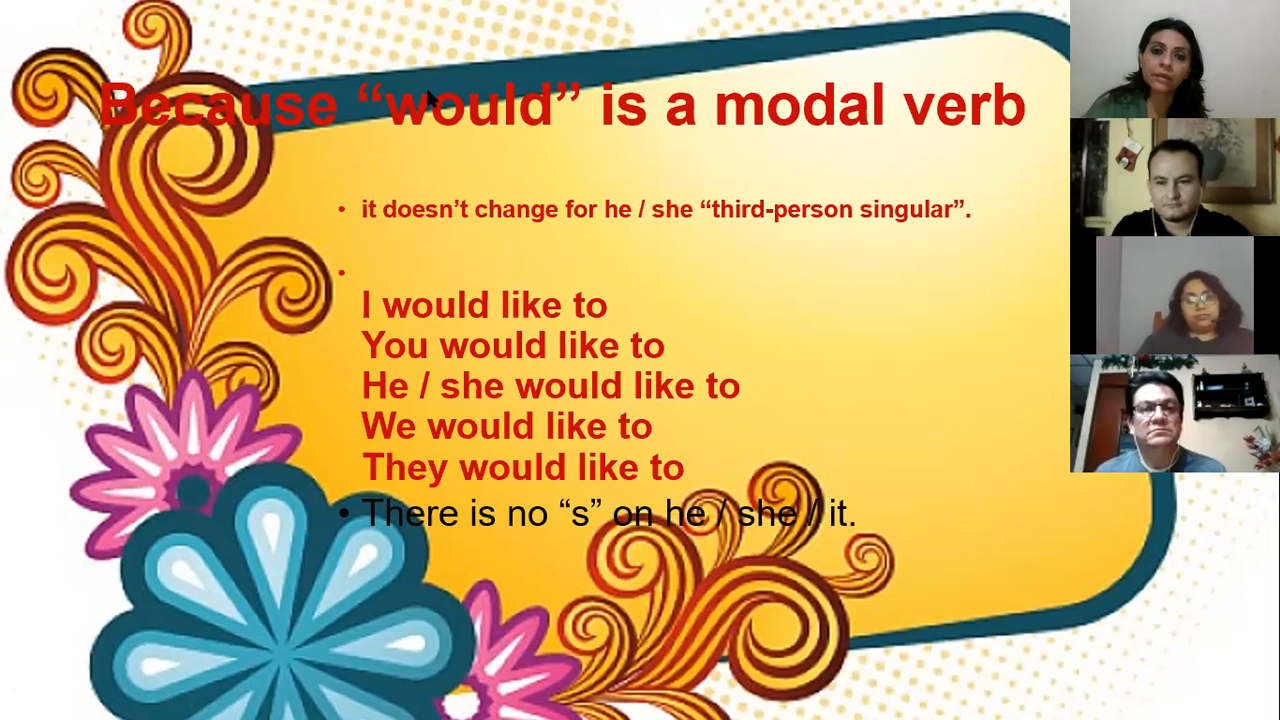 Because “would” is a modal verb
• it doesn’t change for he / she “third-person singular”.
•
I would like to
You would like to
He / she would like to
We would like to
They would like to
• There is no “s” on he / she / it.